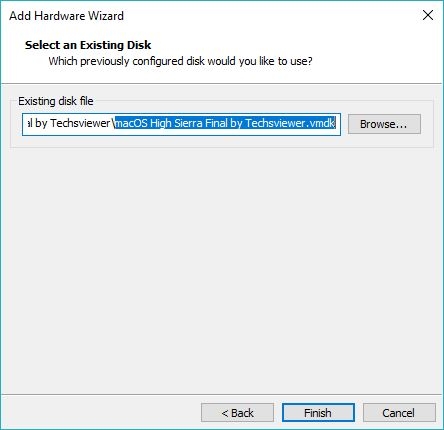 Add Hardware Wizard
Select an Existing Disk
Which previously configured disk would you like to use?
Existing disk file
al by Techsviewer\macOS High Sierra Final by Techsviewer.vmdk
Browse...
< Back
Finish
Cancel